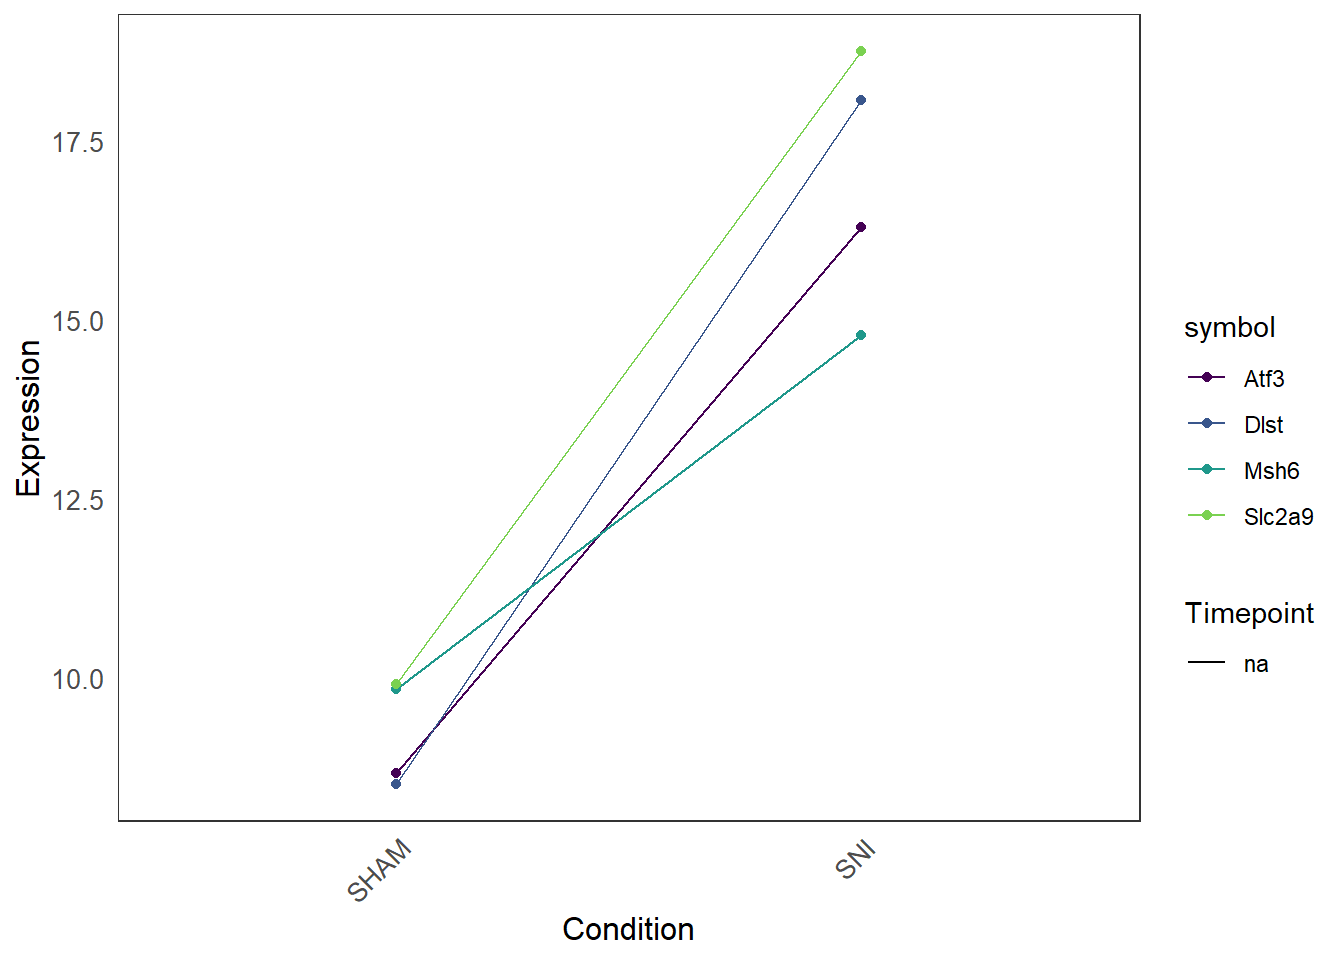 Expression
17.5
15.0
12.5
10.0
SHAM
SNI
Condition
symbol
Atf3
Dlst
Msh6
Slc2a9
Timepoint
na